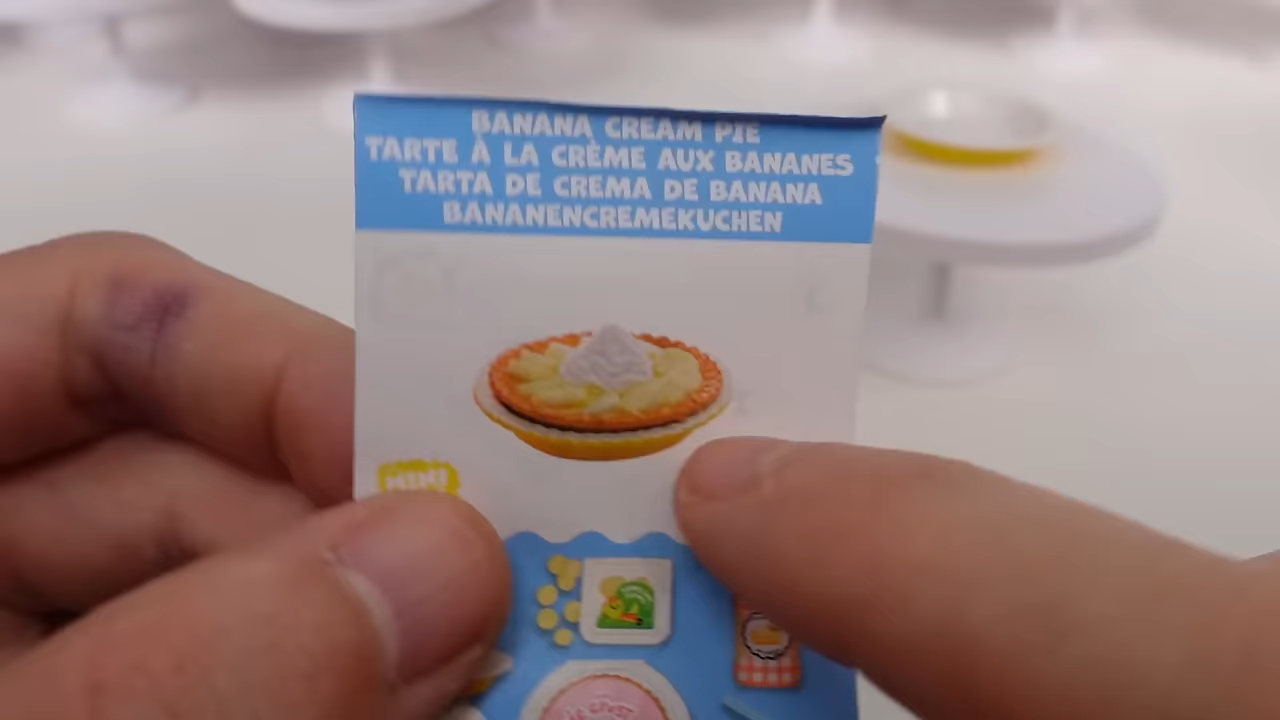 BANANA CREAM PIE
TARTE À LA CRÈME AUX BANANES
TARTA DE CREMA DE BANANA
BANANENCREMEKUCHEN
MINI